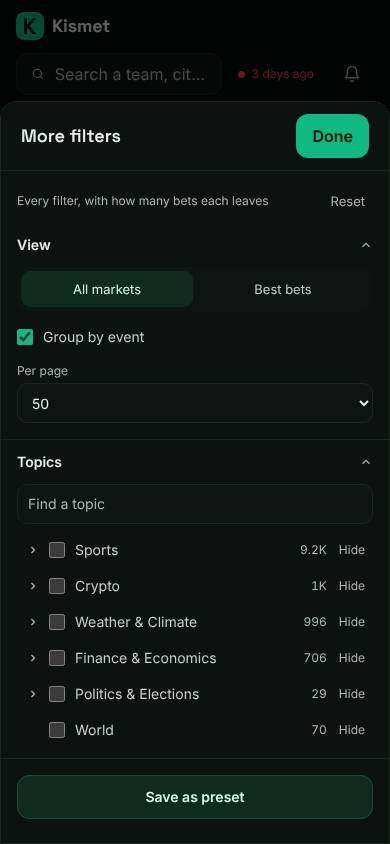 K Kismet
Search a team, cit...
3 days ago
More filters
Done
Every filter, with how many bets each leaves
Reset
View
All markets
Best bets
Group by event
Per page
50
Topics
Find a topic
Sports 9.2K Hide
Crypto 1K Hide
Weather & Climate 996 Hide
Finance & Economics 706 Hide
Politics & Elections 29 Hide
World 70 Hide
Save as preset